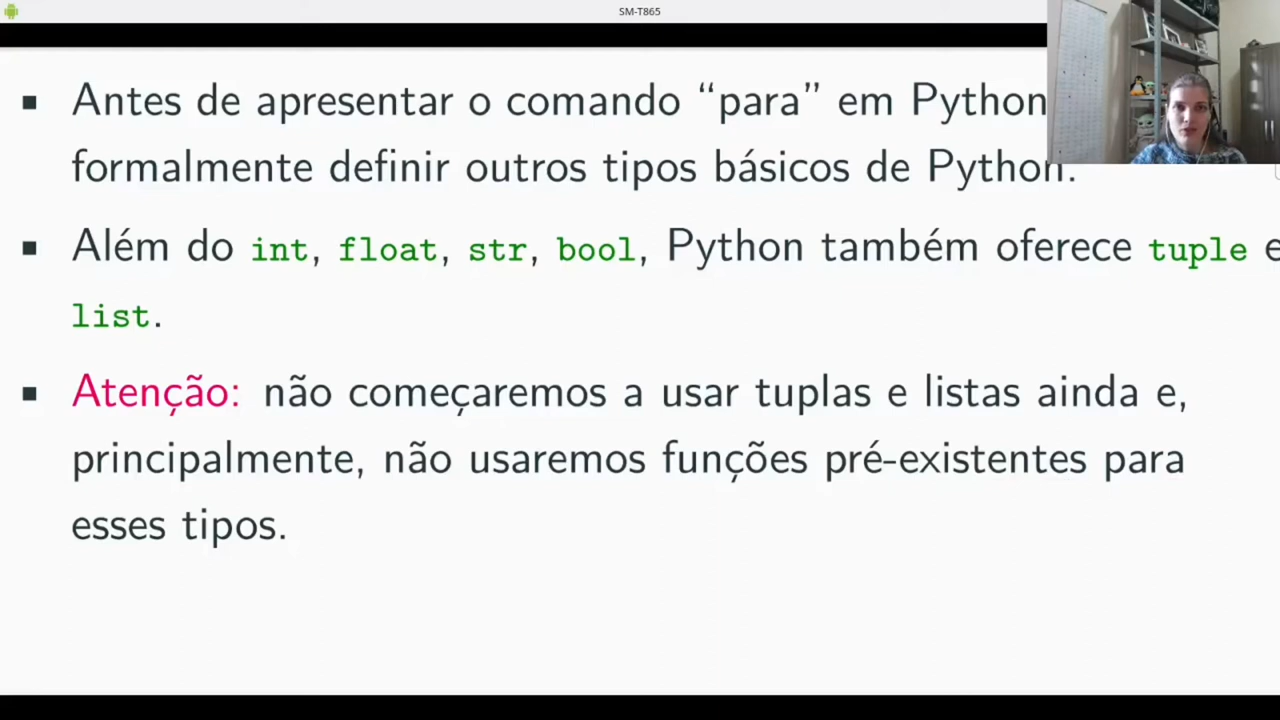 SM-T865
Antes de apresentar o comando “para” em Python
formalmente definir outros tipos básicos de Python.
Além do int, float, str, bool, Python também oferece tuple e
list.
Atenção: não começaremos a usar tuplas e listas ainda e,
principalmente, não usaremos funções pré-existentes para
esses tipos.